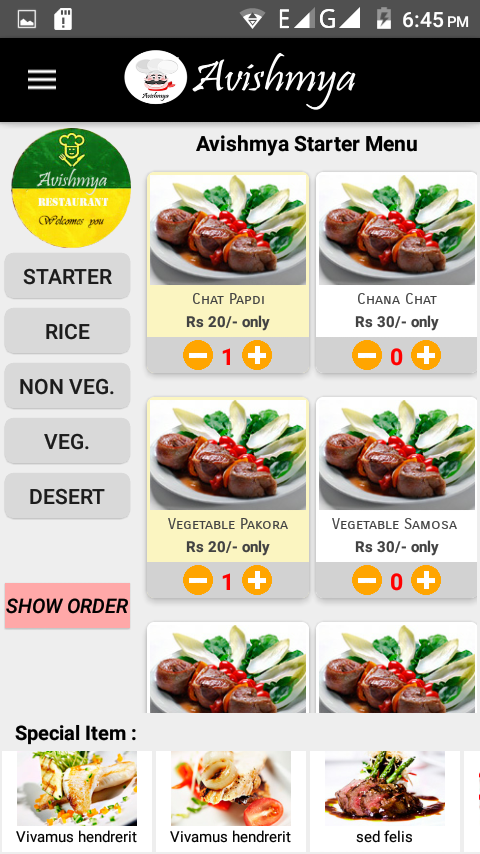 E G 6:45 PM
Avishmya
Avishmya
Avishmya
RESTAURANT
Welcomes you
Avishmya Starter Menu
STARTER
RICE
NON VEG.
VEG.
DESERT
SHOW ORDER
Chat Papdi
Rs 20/- only
1
Chana Chat
Rs 30/- only
0
Vegetable Pakora
Rs 20/- only
1
Vegetable Samosa
Rs 30/- only
0
Special Item :
Vivamus hendrerit
Vivamus hendrerit
sed felis